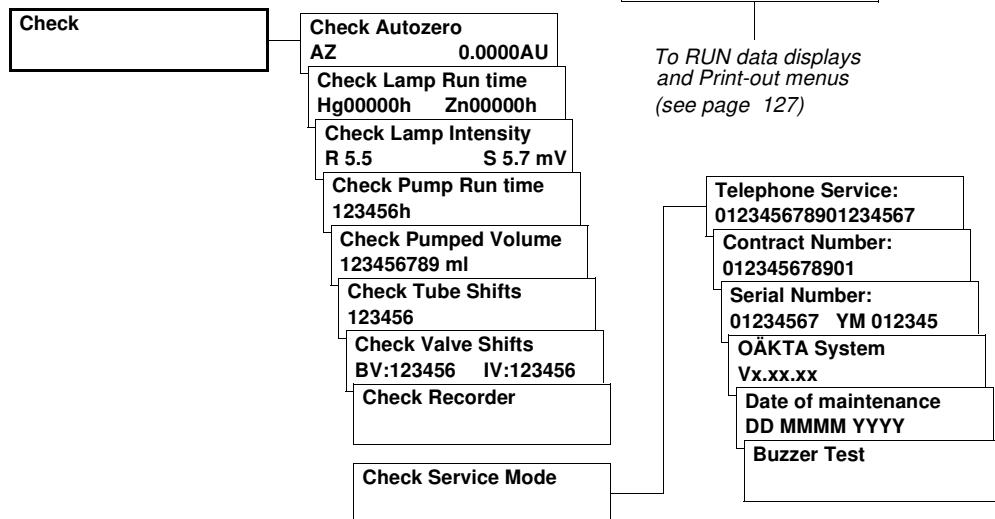 Check
Check Autozero
AZ 0.0000AU
Check Lamp Run time
Hg00000h Zn00000h
Check Lamp Intensity
R 5.5 S 5.7 mV
Check Pump Run time
123456h
Check Pumped Volume
123456789 ml
Check Tube Shifts
123456
Check Valve Shifts
BV:123456 IV:123456
Check Recorder
Check Service Mode
To RUN data displays
and Print-out menus
(see page 127)
Telephone Service:
012345678901234567
Contract Number:
012345678901
Serial Number:
01234567 YM 012345
OÄKTA System
Vx.xx.xx
Date of maintenance
DD MMMM YYYY
Buzzer Test